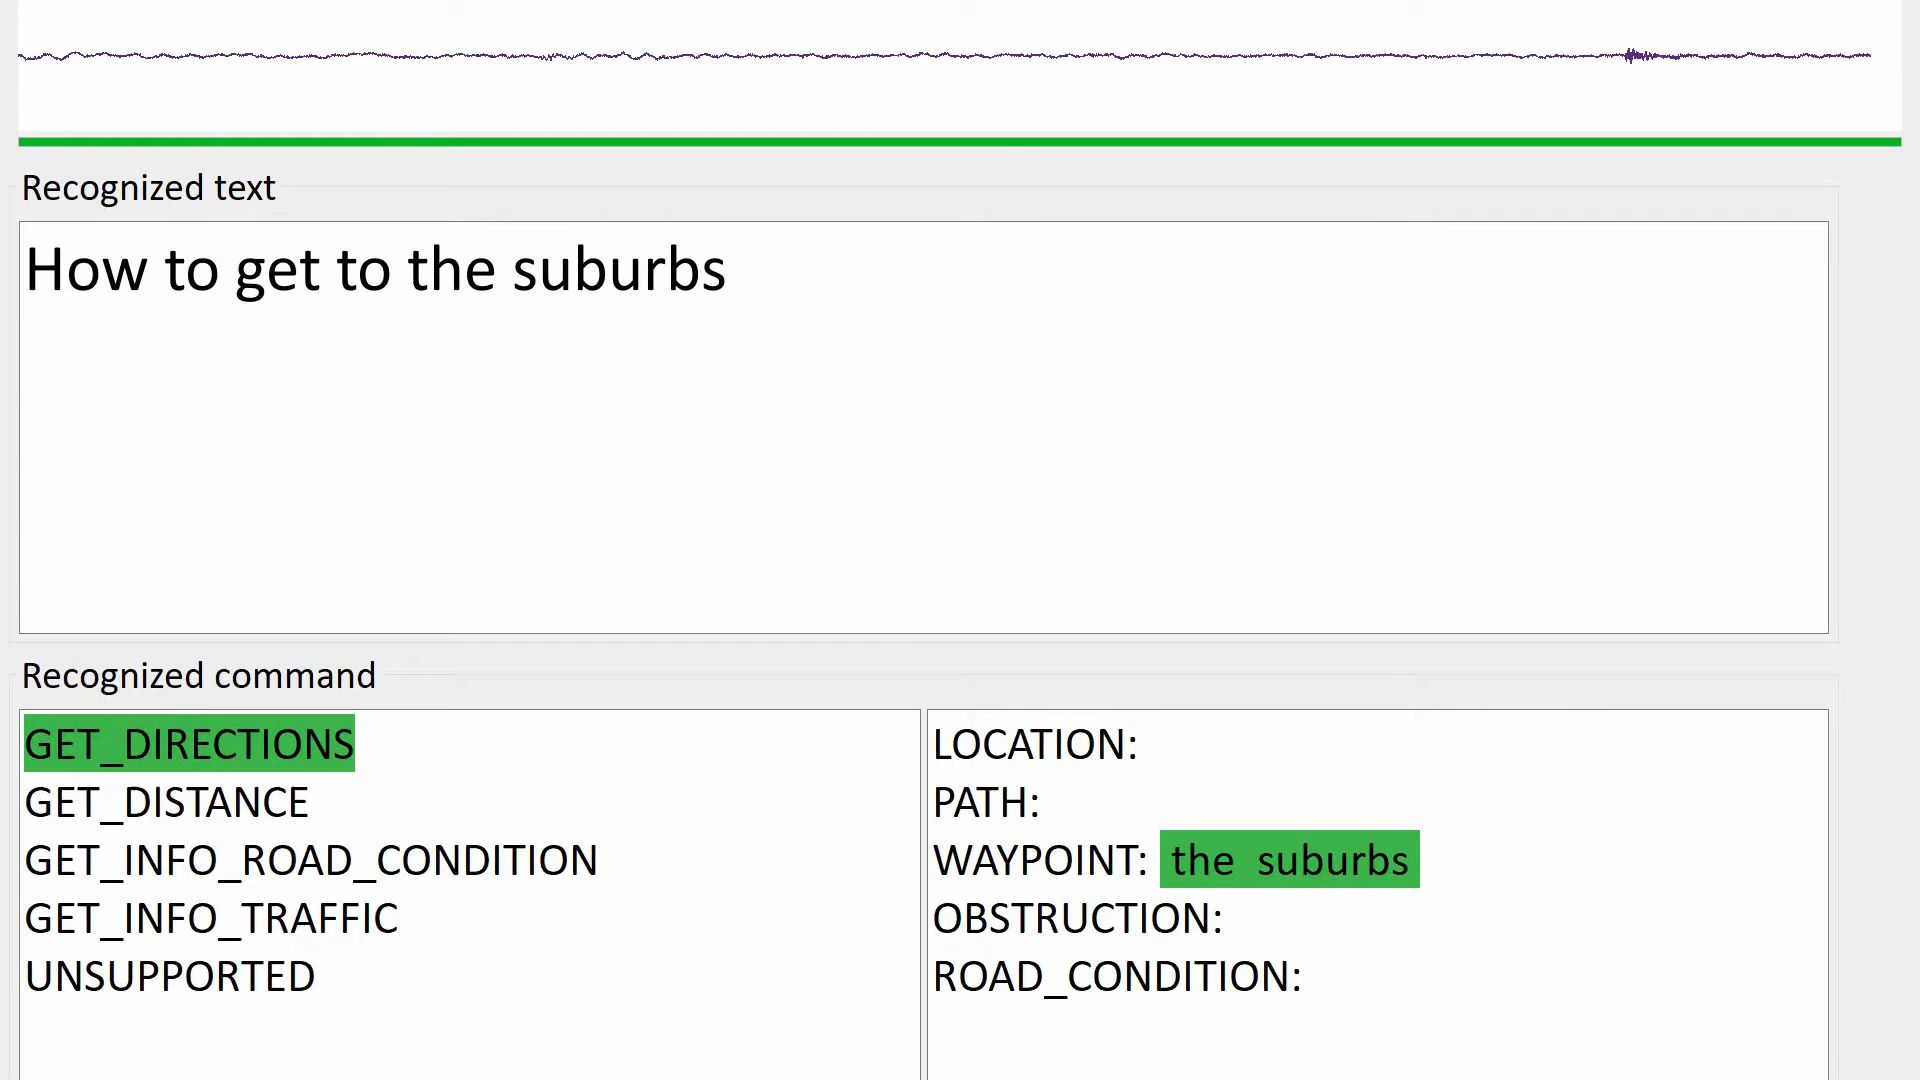 Recognized text
How to get to the suburbs
Recognized command
GET_DIRECTIONS
GET_DISTANCE
GET_INFO_ROAD_CONDITION
GET_INFO_TRAFFIC
UNSUPPORTED
LOCATION:
PATH:
WAYPOINT: the suburbs
OBSTRUCTION:
ROAD_CONDITION: